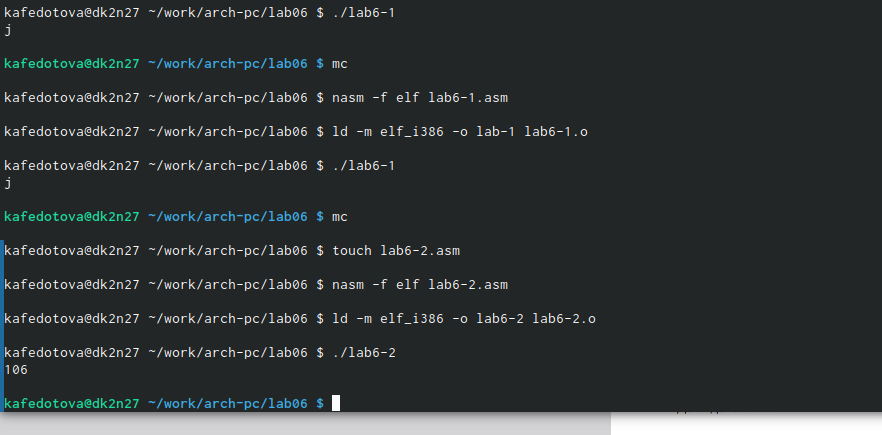 kafedotova@dk2n27 ~/work/arch-pc/lab06 $ ./lab6-1
j
kafedotova@dk2n27 ~/work/arch-pc/lab06 $ mc
kafedotova@dk2n27 ~/work/arch-pc/lab06 $ nasm -f elf lab6-1.asm
kafedotova@dk2n27 ~/work/arch-pc/lab06 $ ld -m elf_i386 -o lab-1 lab6-1.o
kafedotova@dk2n27 ~/work/arch-pc/lab06 $ ./lab6-1
j
kafedotova@dk2n27 ~/work/arch-pc/lab06 $ mc
kafedotova@dk2n27 ~/work/arch-pc/lab06 $ touch lab6-2.asm
kafedotova@dk2n27 ~/work/arch-pc/lab06 $ nasm -f elf lab6-2.asm
kafedotova@dk2n27 ~/work/arch-pc/lab06 $ ld -m elf_i386 -o lab6-2 lab6-2.o
kafedotova@dk2n27 ~/work/arch-pc/lab06 $ ./lab6-2
106
kafedotova@dk2n27 ~/work/arch-pc/lab06 $